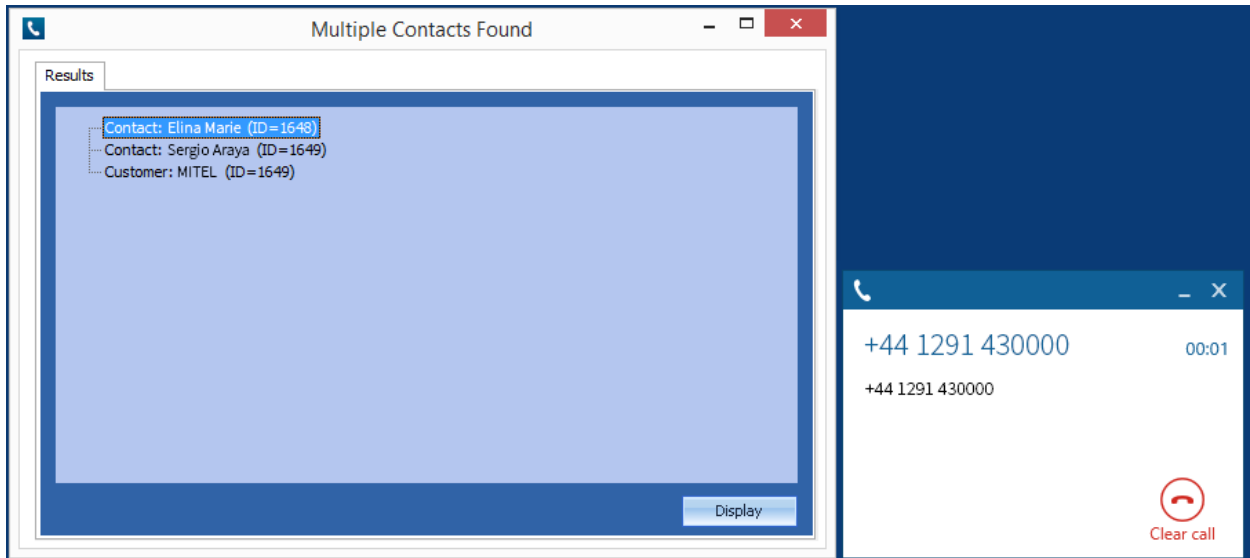 Multiple Contacts Found
Results
Contact: Elina Marie (ID=1648)
Contact: Sergio Araya (ID=1649)
Customer: MITEL (ID=1649)
Display
+44 1291 430000 00:01
+44 1291 430000
Clear call